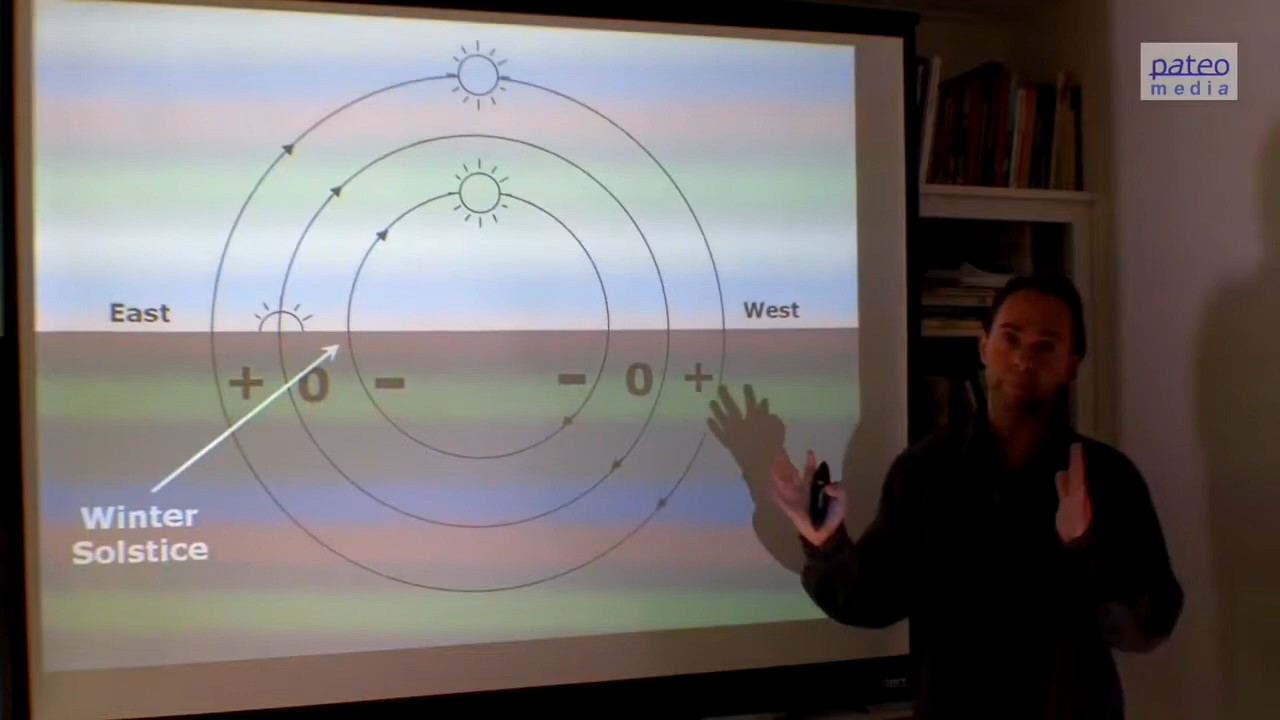 pateo
media
East
West
+ 0 - - 0 +
Winter
Solstice